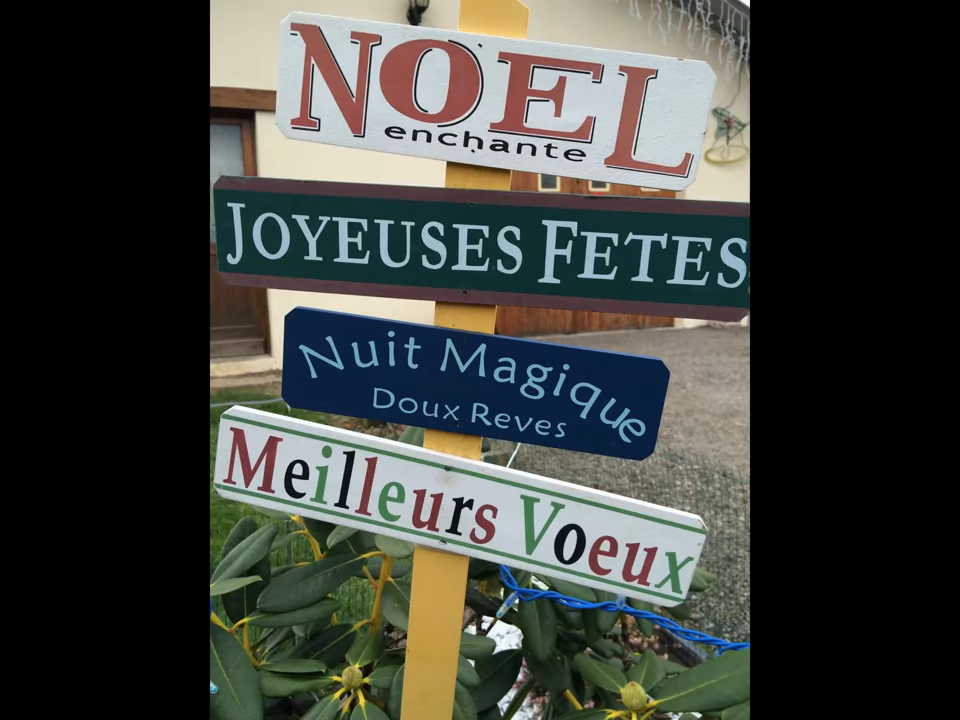 NOEL
enchante
JOYEUSES FETES
Nuit Magique
Doux Reves
Meilleurs Voeux